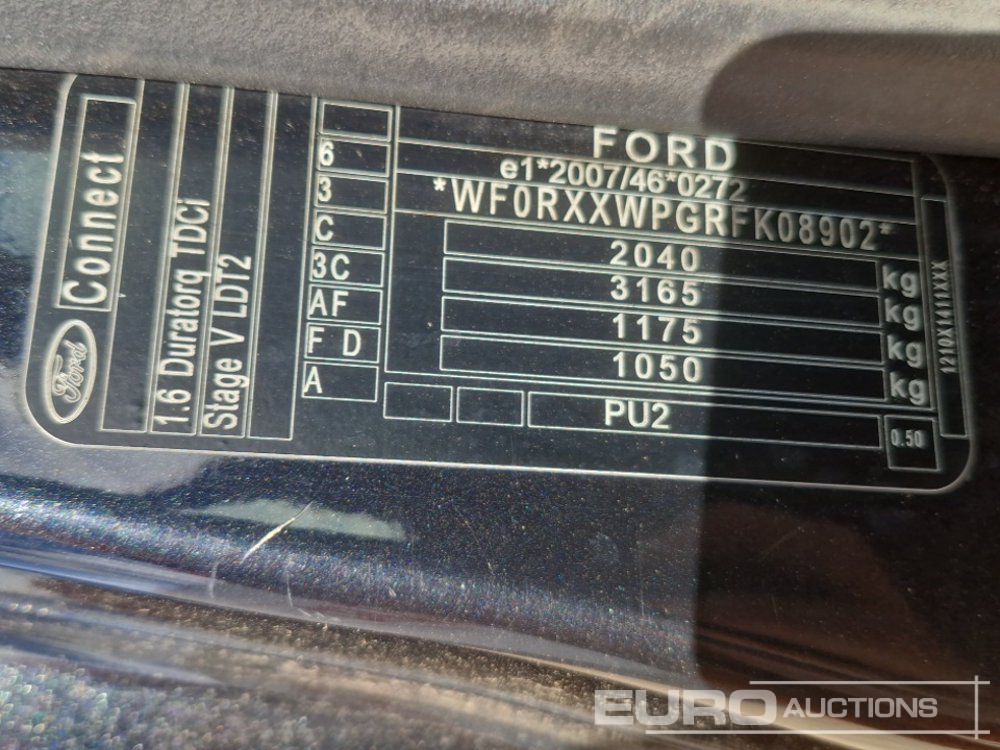 FORD
e1*2007/46*0272
*WF0RXXWPGRFK08902*
2040 kg
3165 kg
1175 kg
1050 kg
PU2
0.50
1210A1411XXX
6
3
C
3C
AF
F D
A
Connect
Ford
1.6 Duratorq TDCi
Stage V LDT2
EURO AUCTIONS